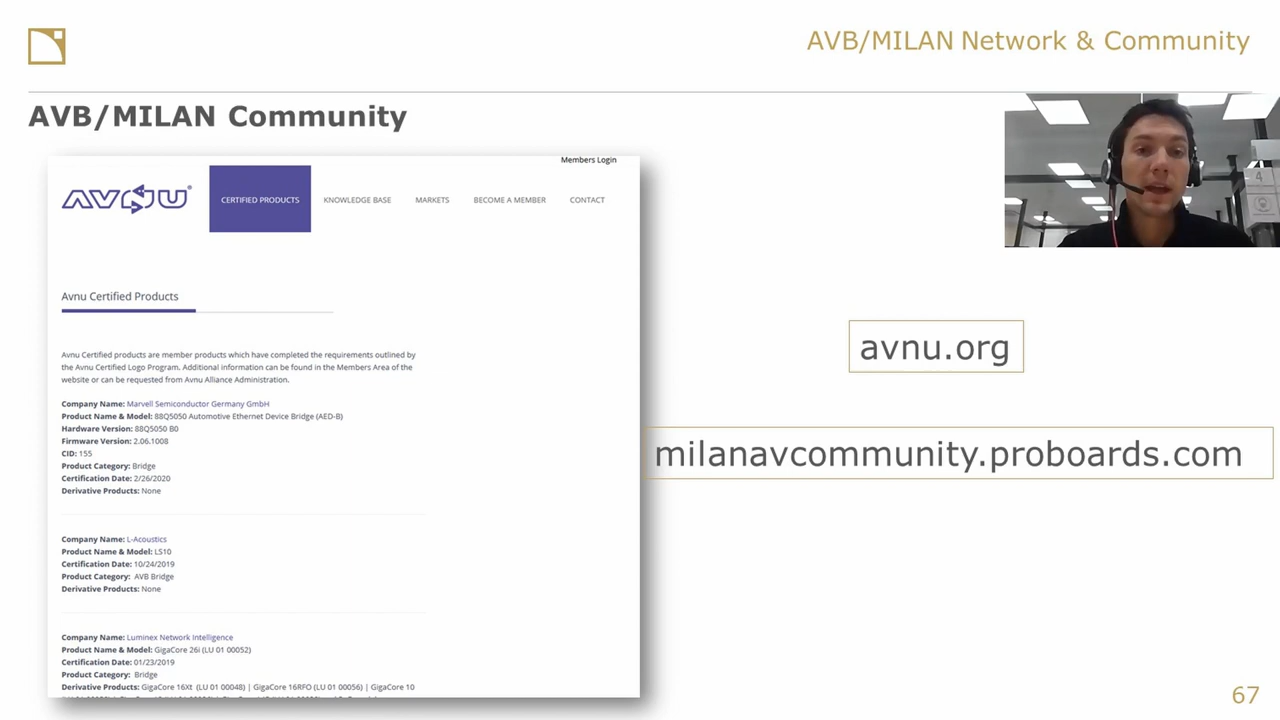 AVB/MILAN Network & Community
AVB/MILAN Community
Members Login
AVNU®
CERTIFIED PRODUCTS
KNOWLEDGE BASE
MARKETS
BECOME A MEMBER
CONTACT
Avnu Certified Products
Avnu Certified products are member products which have completed the requirements outlined by
the Avnu Certified Logo Program. Additional information can be found in the Members Area of the
website or can be requested from Avnu Alliance Administration.
Company Name: Marvell Semiconductor Germany GmbH
Product Name & Model: 88Q5050 Automotive Ethernet Device Bridge (AED-B)
Hardware Version: 88Q5050 B0
Firmware Version: 2.06.1008
CID: 155
Product Category: Bridge
Certification Date: 2/26/2020
Derivative Products: None
Company Name: L-Acoustics
Product Name & Model: LS10
Certification Date: 10/24/2019
Product Category: AVB Bridge
Derivative Products: None
Company Name: Luminex Network Intelligence
Product Name & Model: GigaCore 26i (LU 01 00052)
Certification Date: 01/23/2019
Product Category: Bridge
Derivative Products: GigaCore 16Xt (LU 01 00048) | GigaCore 16RFO (LU 01 00056) | GigaCore 10
4
avnu.org
milanavcommunity.proboards.com
67